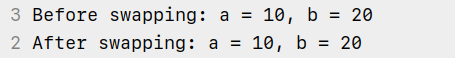 3 Before swapping: a = 10, b = 20
2 After swapping: a = 10, b = 20